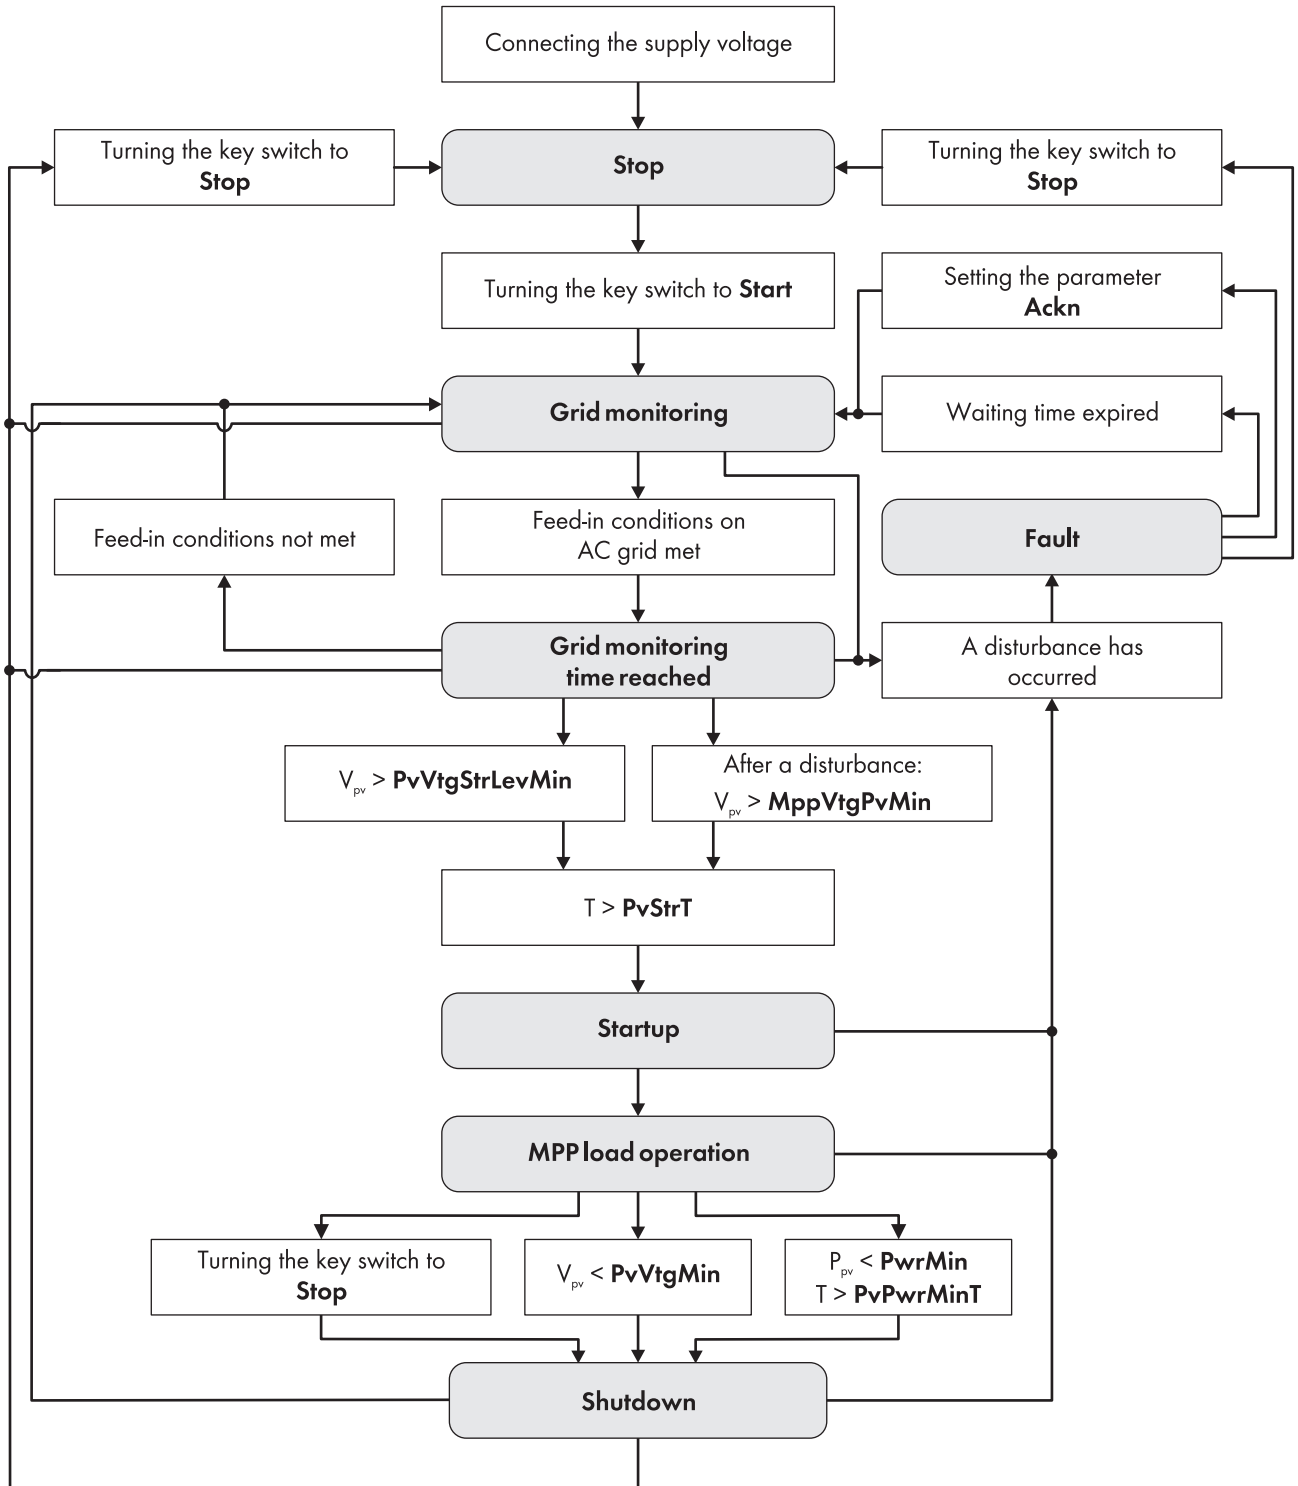 Connecting the supply voltage
Turning the key switch to
Stop
Stop
Turning the key switch to
Stop
Turning the key switch to Start
Setting the parameter
Ackn
Grid monitoring
Waiting time expired
Feed-in conditions not met
Feed-in conditions on
AC grid met
Fault
Grid monitoring
time reached
A disturbance has
occurred
Vpv > PvVtgStrLevMin
After a disturbance:
Vpv > MppVtgPvMin
T > PvStrT
Startup
MPP load operation
Turning the key switch to
Stop
Vpv < PvVtgMin
Ppv < PwrMin
T > PvPwrMinT
Shutdown